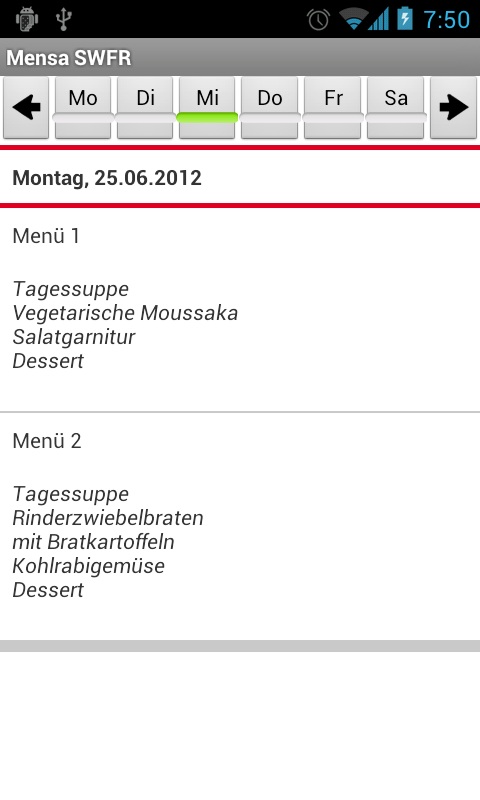 7:50
Mensa SWFR
Mo Di Mi Do Fr Sa
Montag, 25.06.2012
Menü 1
Tagessuppe
Vegetarische Moussaka
Salatgarnitur
Dessert
Menü 2
Tagessuppe
Rinderzwiebelbraten
mit Bratkartoffeln
Kohlrabigemüse
Dessert